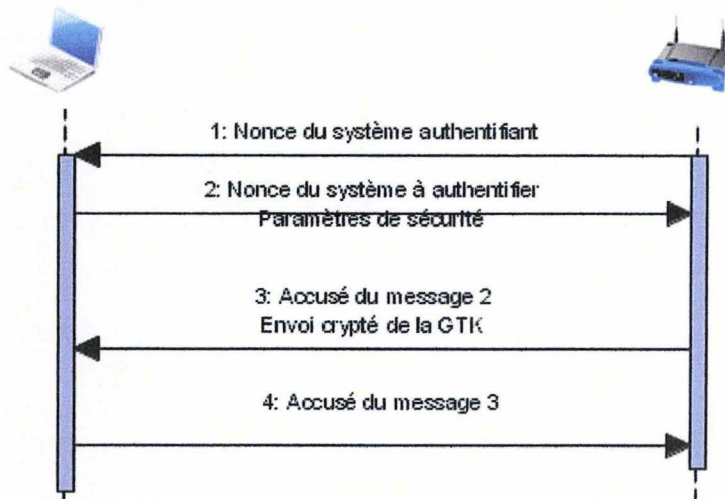 1: Nonce du système authentifiant
2: Nonce du système à authentifier
Paramètres de sécurité
3: Accusé du message 2
Envoi crypté de la GTK
4: Accusé du message 3